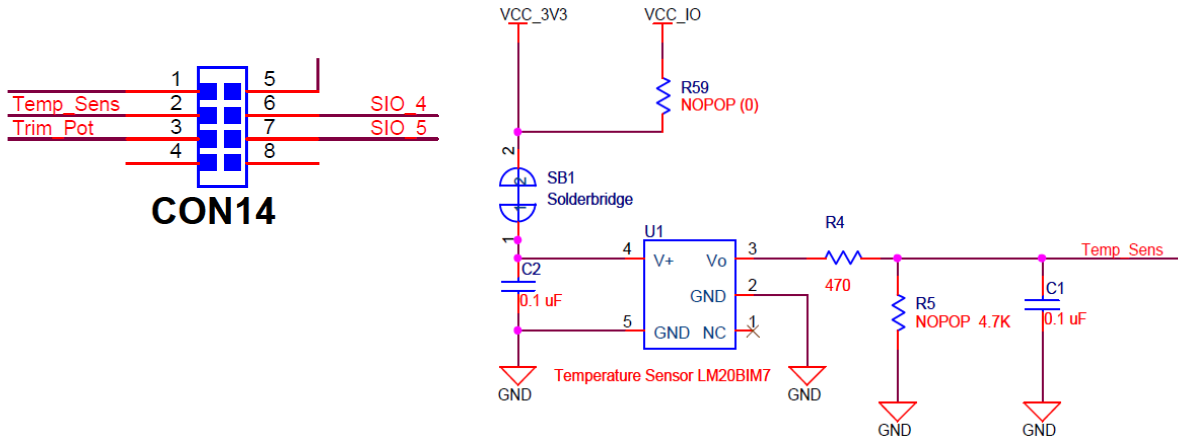 1
5
Temp_Sens
2
6
SIO_4
Trim_Pot
3
7
SIO_5
4
8
CON14
VCC_3V3
VCC_IO
R59
NOPOP (0)
2
2
SB1
Solderbridge
1
1
U1
4
V+
Vo
3
R4
470
Temp_Sens
C2
0.1 uF
GND
2
5
GND
NC
1
R5
NOPOP 4.7K
C1
0.1 uF
Temperature Sensor LM20BIM7
GND
GND
GND
GND